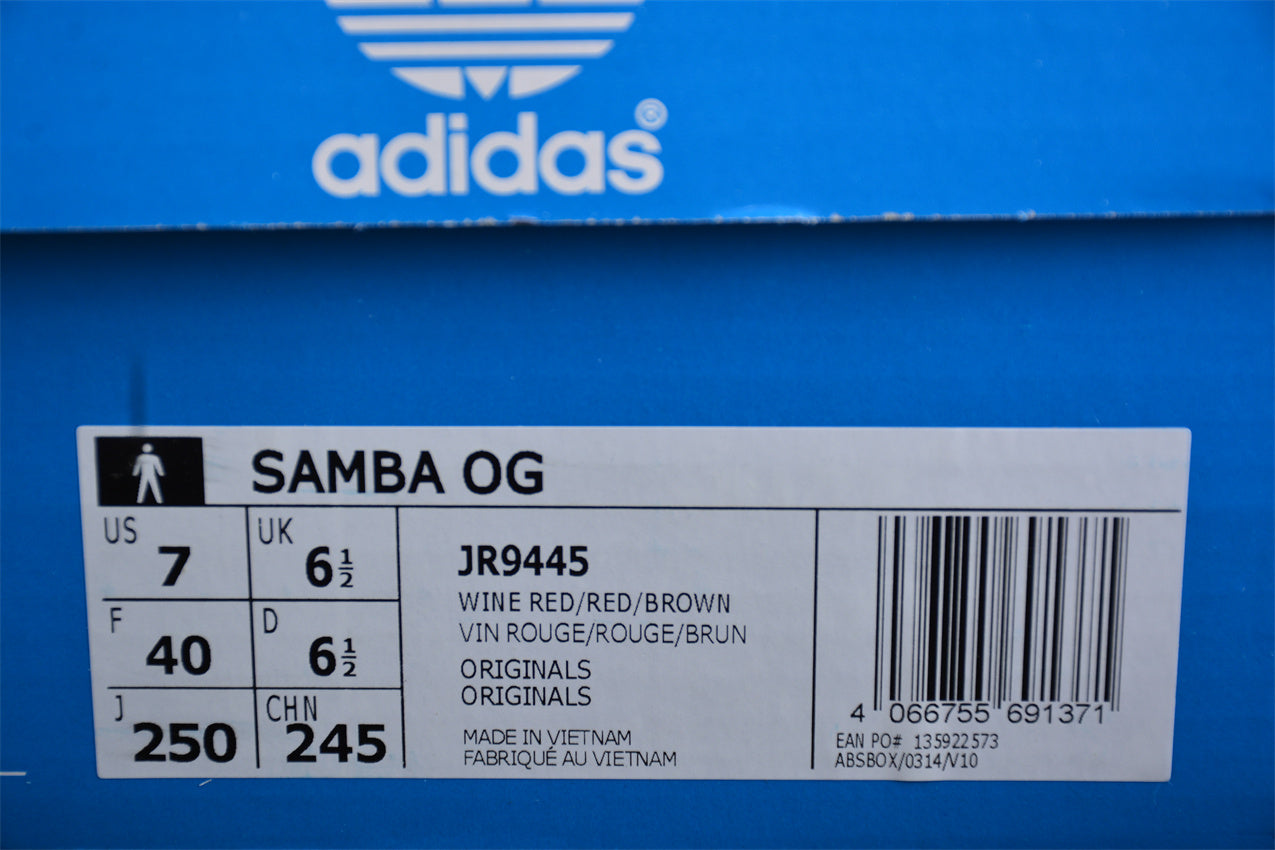 adidas®
SAMBA OG
US 7
UK 6½
F 40
D 6½
J 250
CHN 245
JR9445
WINE RED/RED/BROWN
VIN ROUGE/ROUGE/BRUN
ORIGINALS
ORIGINALS
MADE IN VIETNAM
FABRIQUÉ AU VIETNAM
4 066755 691371
EAN PO# 135922573
ABSBOX/0314/V10